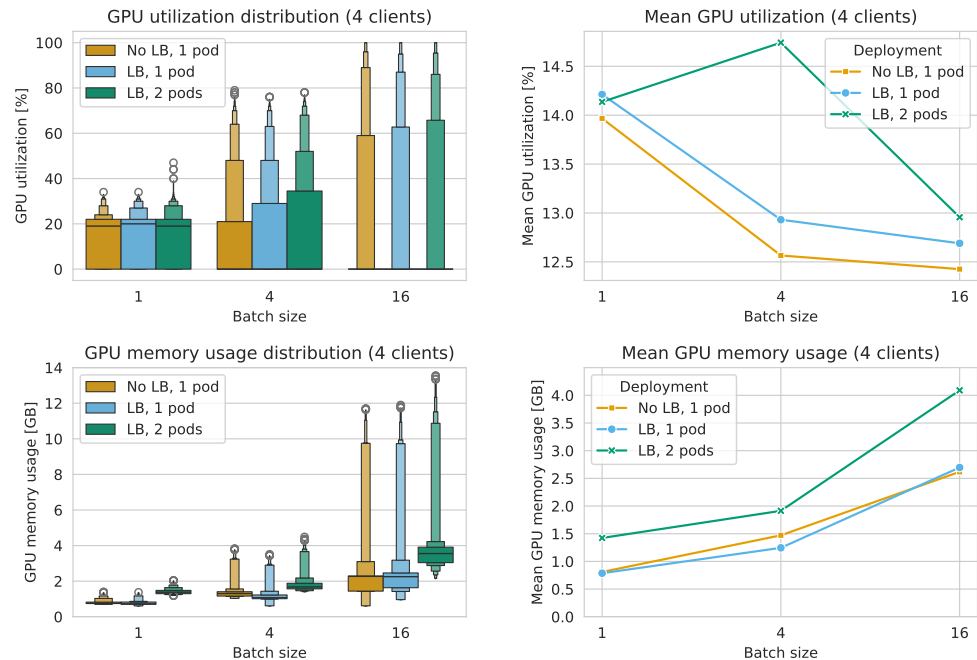 GPU utilization distribution (4 clients)
GPU utilization [%]
100
80
60
40
20
0
No LB, 1 pod
LB, 1 pod
LB, 2 pods
1
4
16
Batch size
Mean GPU utilization (4 clients)
Mean GPU utilization [%]
14.5
14.0
13.5
13.0
12.5
Deployment
No LB, 1 pod
LB, 1 pod
LB, 2 pods
1
4
16
Batch size
GPU memory usage distribution (4 clients)
GPU memory usage [GB]
14
12
10
8
6
4
2
0
No LB, 1 pod
LB, 1 pod
LB, 2 pods
1
4
16
Batch size
Mean GPU memory usage (4 clients)
Mean GPU memory usage [GB]
4.0
3.5
3.0
2.5
2.0
1.5
1.0
0.5
0.0
Deployment
No LB, 1 pod
LB, 1 pod
LB, 2 pods
1
4
16
Batch size